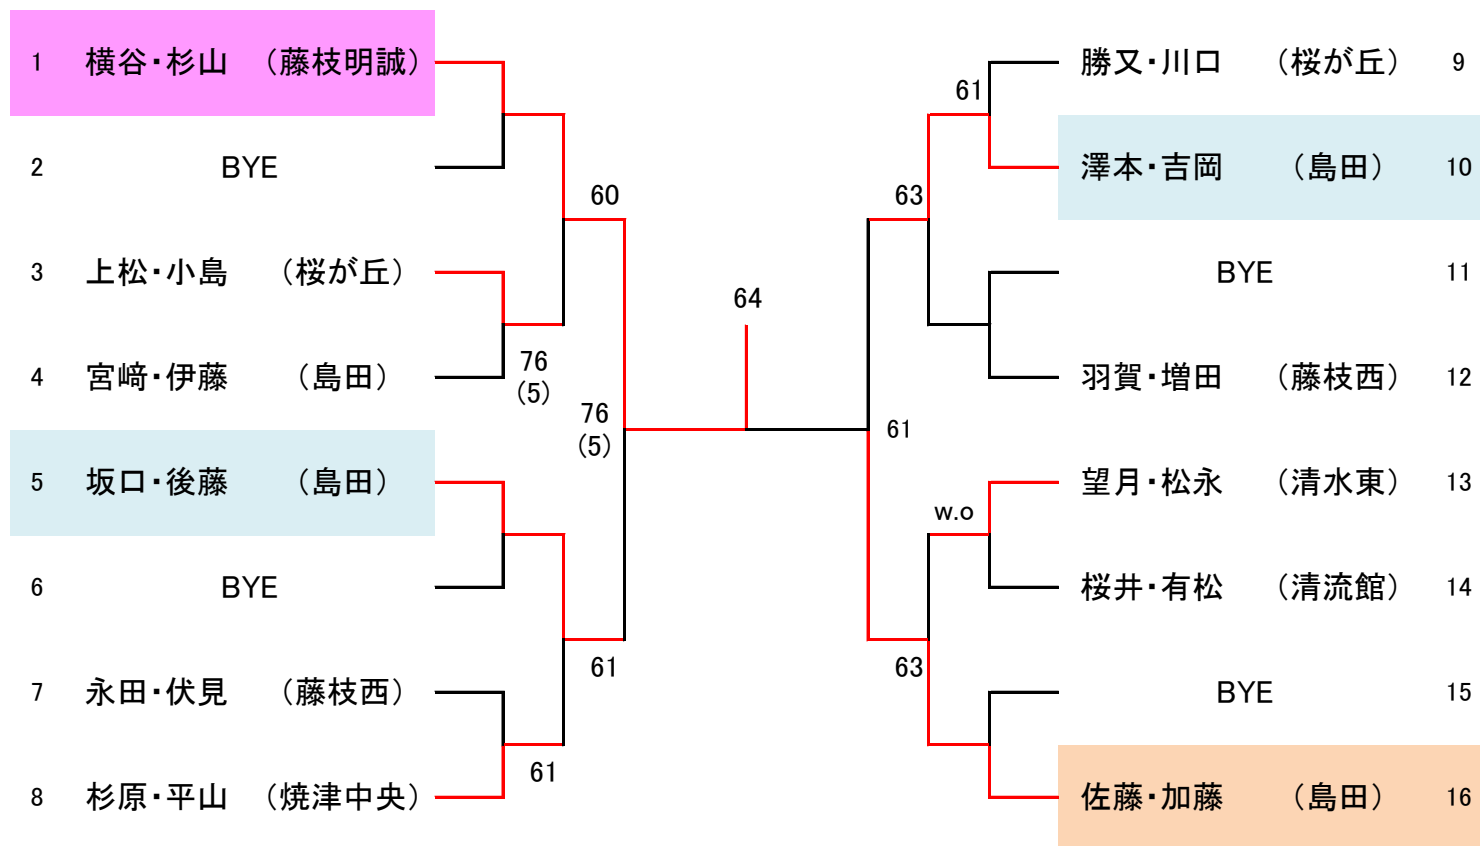 1 横谷・杉山 （藤枝明誠）
2 BYE
3 上松・小島 （桜が丘）
4 宮﨑・伊藤 （島田）
5 坂口・後藤 （島田）
6 BYE
7 永田・伏見 （藤枝西）
8 杉原・平山 （焼津中央）
60
76
(5)
76
(5)
61
61
64
61
63
61
w.o
63
勝又・川口 （桜が丘） 9
澤本・吉岡 （島田） 10
BYE 11
羽賀・増田 （藤枝西） 12
望月・松永 （清水東） 13
桜井・有松 （清流館） 14
BYE 15
佐藤・加藤 （島田） 16